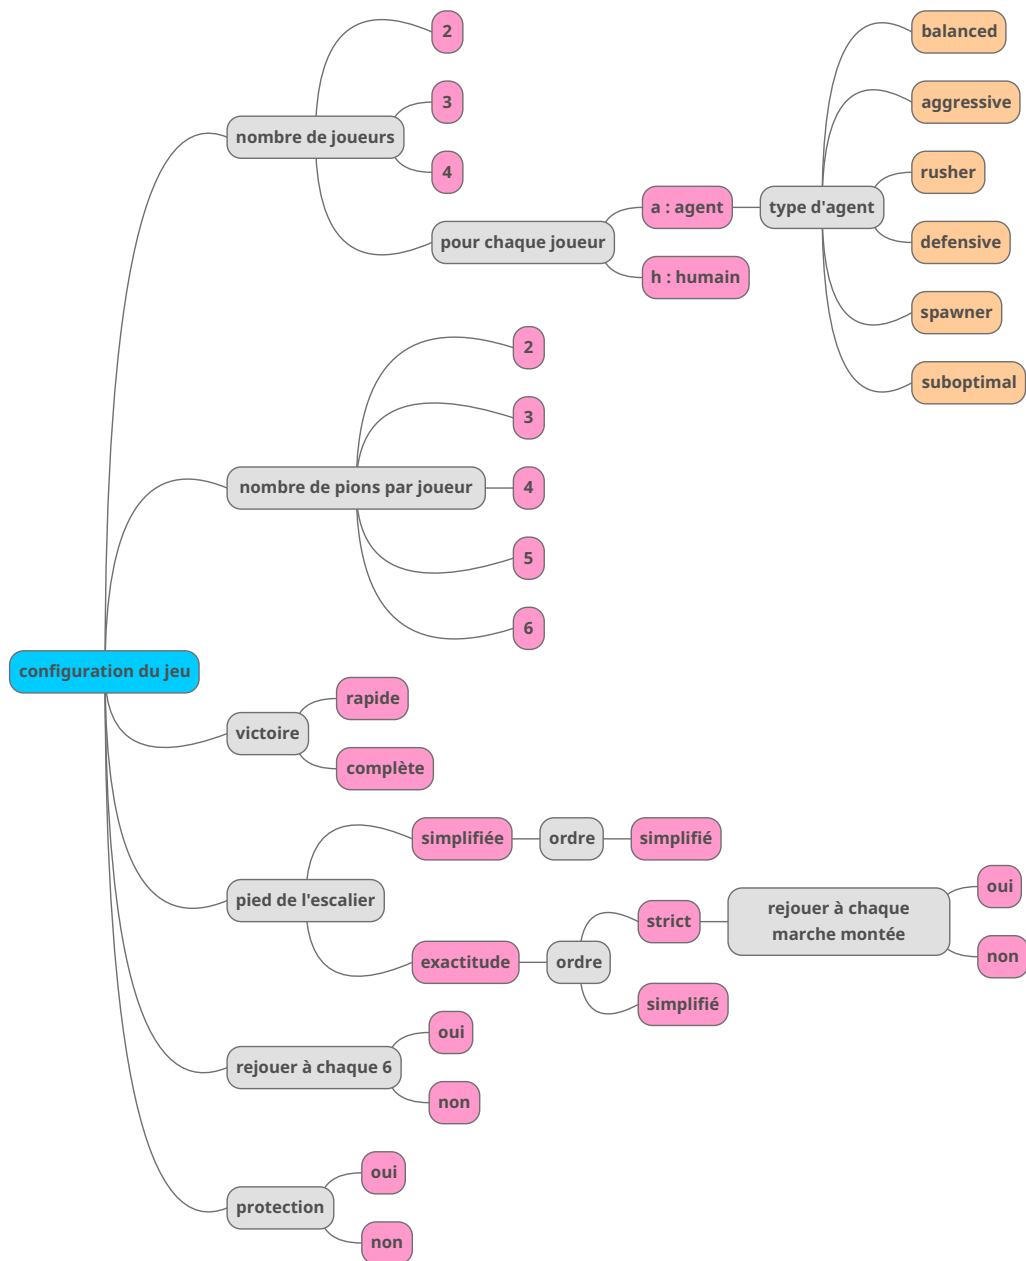 configuration du jeu
nombre de joueurs
2
3
4
pour chaque joueur
a : agent
type d'agent
balanced
aggressive
rusher
defensive
spawner
suboptimal
h : humain
nombre de pions par joueur
2
3
4
5
6
victoire
rapide
complète
pied de l'escalier
simplifiée
ordre
simplifié
exactitude
ordre
strict
rejouer à chaque
marche montée
oui
non
simplifié
rejouer à chaque 6
oui
non
protection
oui
non